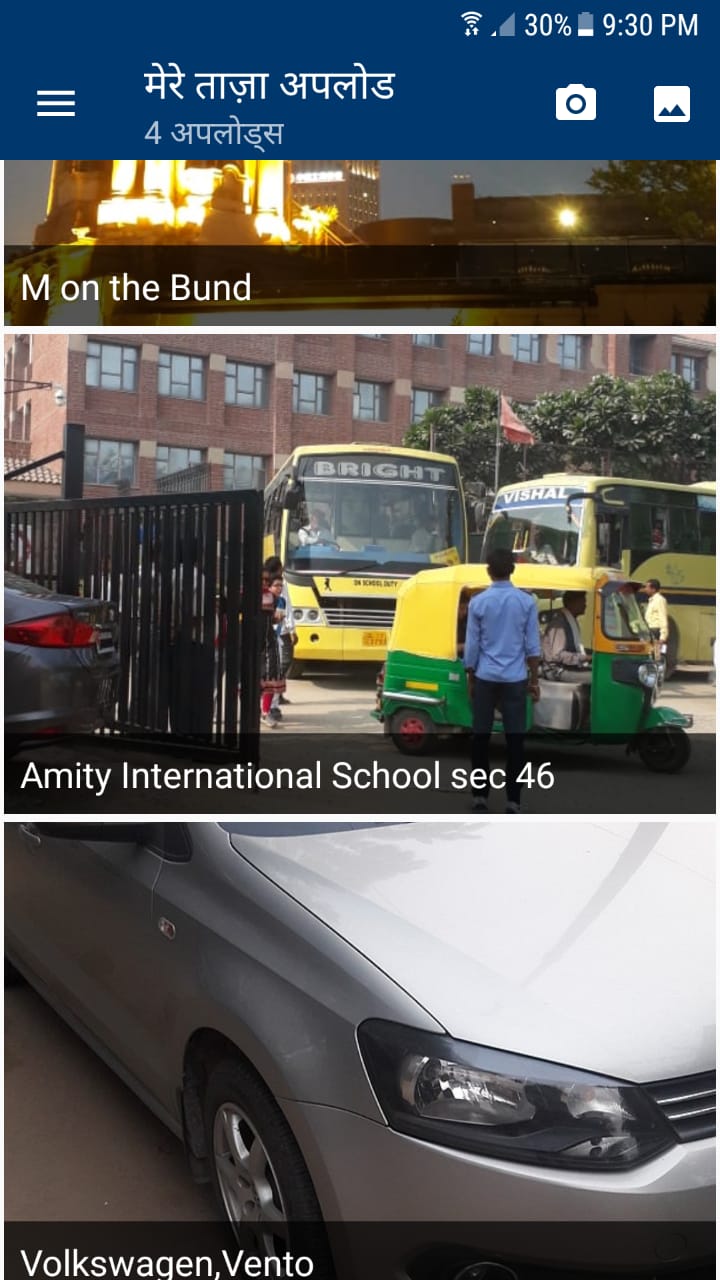 30% 9:30 PM
मेरे ताज़ा अपलोड
4 अपलोड्स
M on the Bund
BRIGHT
VISHAL
ON SCHOOL DUTY
Amity International School sec 46
Volkswagen,Vento